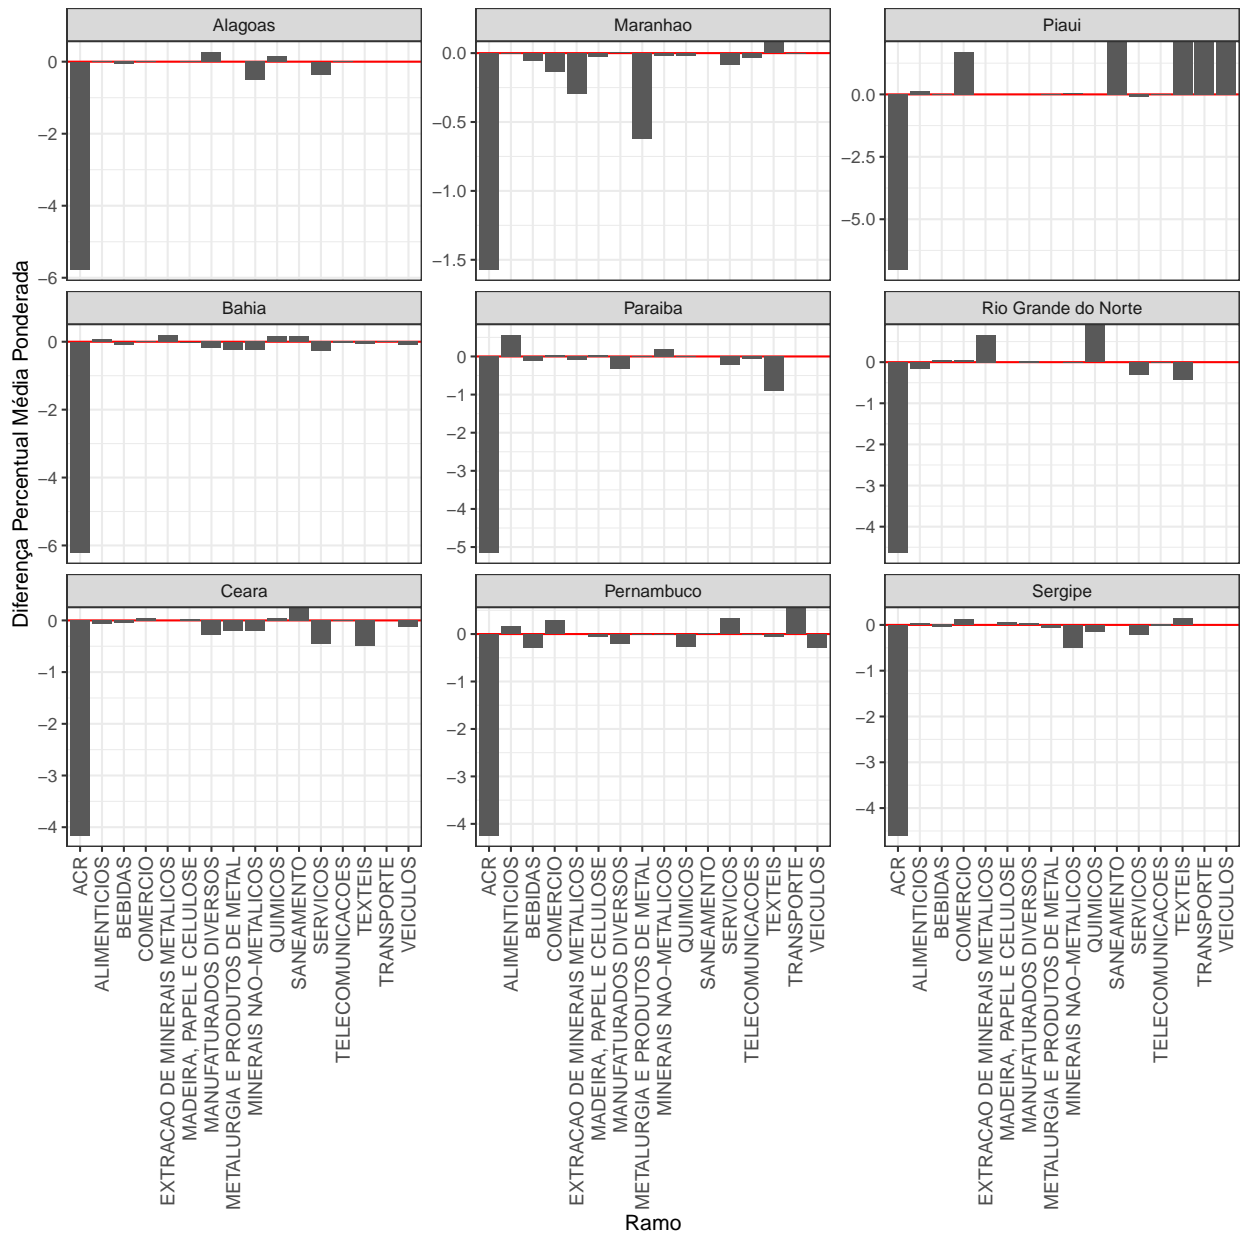 Diferença Percentual Média Ponderada
Alagoas
0
−2
−4
−6
Maranhao
0.0
−0.5
−1.0
−1.5
Piaui
0.0
−2.5
−5.0
Bahia
0
−2
−4
−6
Paraiba
0
−1
−2
−3
−4
−5
Rio Grande do Norte
0
−1
−2
−3
−4
Ceara
0
−1
−2
−3
−4
Pernambuco
0
−1
−2
−3
−4
Sergipe
0
−1
−2
−3
−4
ACR
ALIMENTICIOS
BEBIDAS
COMERCIO
EXTRACAO DE MINERAIS METALICOS
MADEIRA, PAPEL E CELULOSE
MANUFATURADOS DIVERSOS
METALURGIA E PRODUTOS DE METAL
MINERAIS NAO−METALICOS
QUIMICOS
SANEAMENTO
SERVICOS
TELECOMUNICACOES
TEXTEIS
TRANSPORTE
VEICULOS
ACR
ALIMENTICIOS
BEBIDAS
COMERCIO
EXTRACAO DE MINERAIS METALICOS
MADEIRA, PAPEL E CELULOSE
MANUFATURADOS DIVERSOS
METALURGIA E PRODUTOS DE METAL
MINERAIS NAO−METALICOS
QUIMICOS
SANEAMENTO
SERVICOS
TELECOMUNICACOES
TEXTEIS
TRANSPORTE
VEICULOS
ACR
ALIMENTICIOS
BEBIDAS
COMERCIO
EXTRACAO DE MINERAIS METALICOS
MADEIRA, PAPEL E CELULOSE
MANUFATURADOS DIVERSOS
METALURGIA E PRODUTOS DE METAL
MINERAIS NAO−METALICOS
QUIMICOS
SANEAMENTO
SERVICOS
TELECOMUNICACOES
TEXTEIS
TRANSPORTE
VEICULOS
Ramo